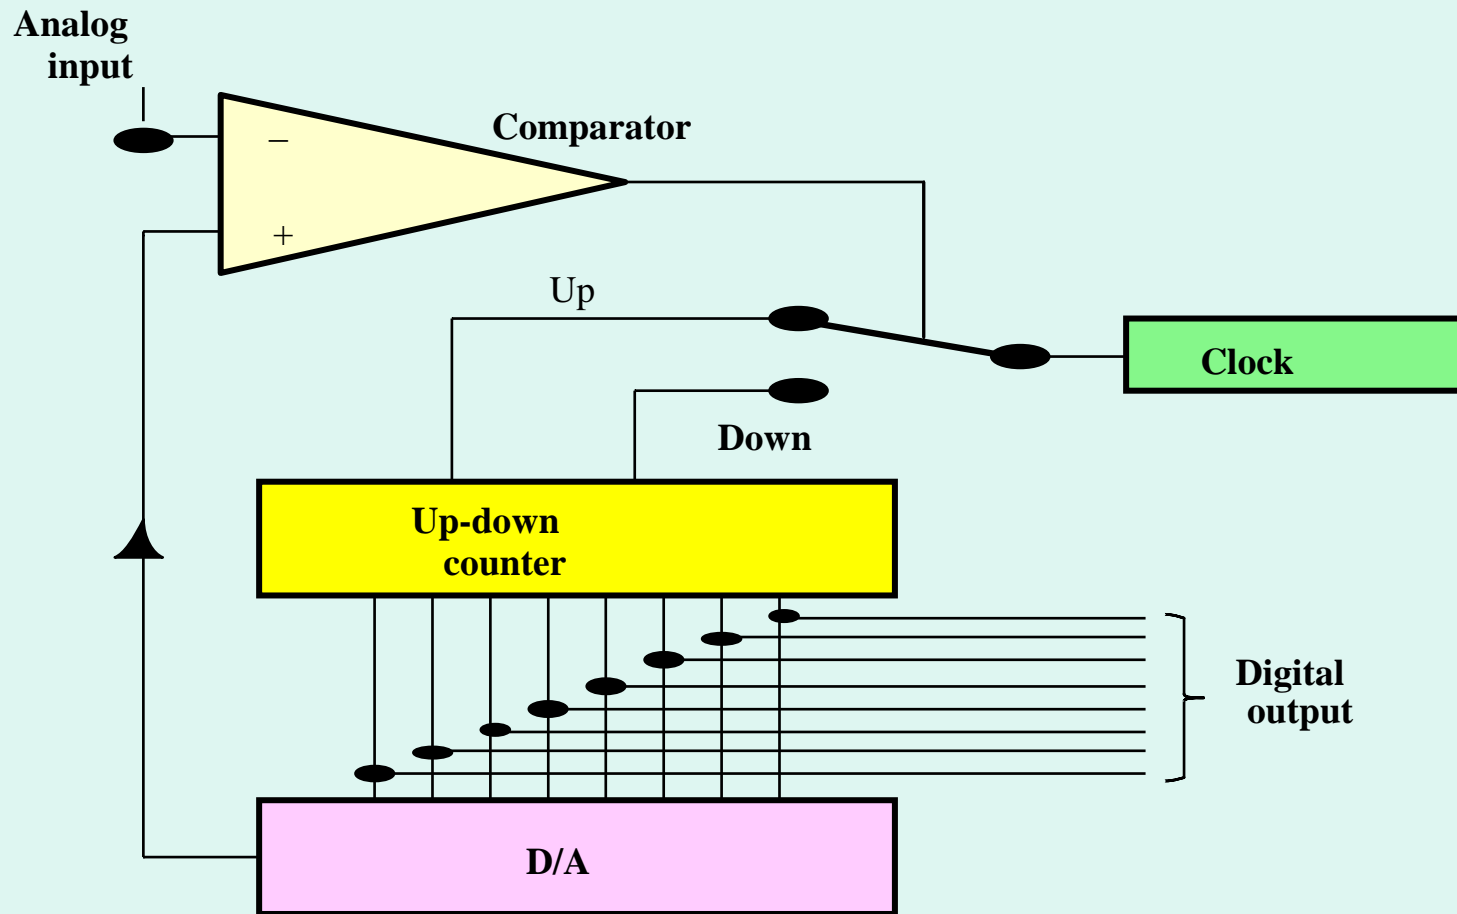 Analog
input
Comparator
–
+
Up
Clock
Down
Up-down
counter
Digital
output
D/A